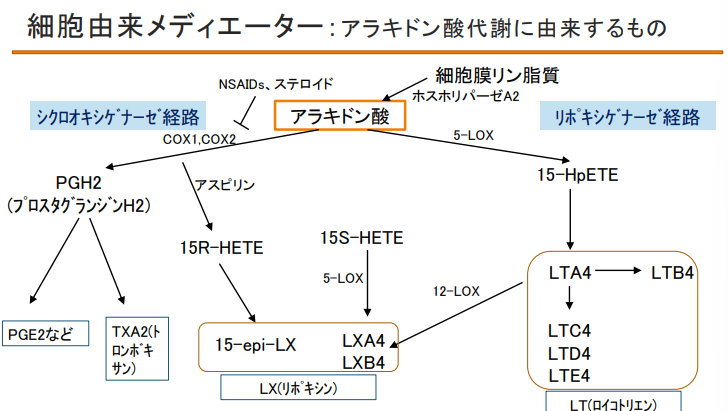 細胞由来メディエーター：アラキドン酸代謝に由来するもの
細胞膜リン脂質
NSAIDs、ステロイド
ホスホリパーゼA2
ｼｸﾛｵｷｼｹﾞﾅｰｾﾞ経路
アラキドン酸
ﾘﾎﾟｷｼｹﾞﾅｰｾﾞ経路
COX1,COX2
5-LOX
PGH2
(ﾌﾟﾛｽﾀｸﾞﾗﾝｼﾞﾝH2)
アスピリン
15-HpETE
15R-HETE
15S-HETE
5-LOX
12-LOX
LTA4
LTB4
PGE2など
TXA2(ﾄ
ﾛﾝﾎﾞｷ
ｻﾝ)
15-epi-LX
LXA4
LXB4
LTC4
LTD4
LTE4
LX(ﾘﾎﾟｷｼﾝ)
LT(ﾛｲｺﾄﾘｴﾝ)